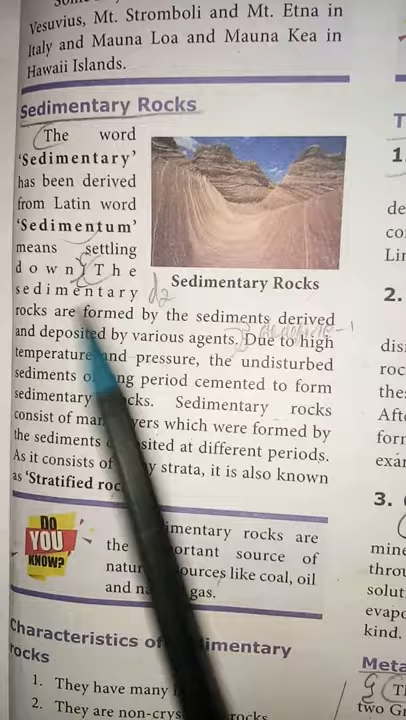 Vesuvius, Mt. Stromboli and Mt. Etna in
Italy and Mauna Loa and Mauna Kea in
Hawaii Islands.
Sedimentary Rocks
The word
'Sedimentary'
has been derived
from Latin word
'Sedimentum'
means settling
down. The
sedimentary
Sedimentary Rocks
rocks are formed by the sediments derived
and deposited by various agents. Due to high
temperature and pressure, the undisturbed
sediments of long period cemented to form
sedimentary rocks. Sedimentary rocks
consist of many layers which were formed by
the sediments deposited at different periods.
As it consists of many strata, it is also known
as 'Stratified
DO
YOU
KNOW?
Sedimentary rocks are
the important source of
natural resources like coal, oil
and natural gas.
Characteristics of Sedimentary
rocks
1. They have many
2. They are rocks
T
1.
2.
3.
mine
Meta
two